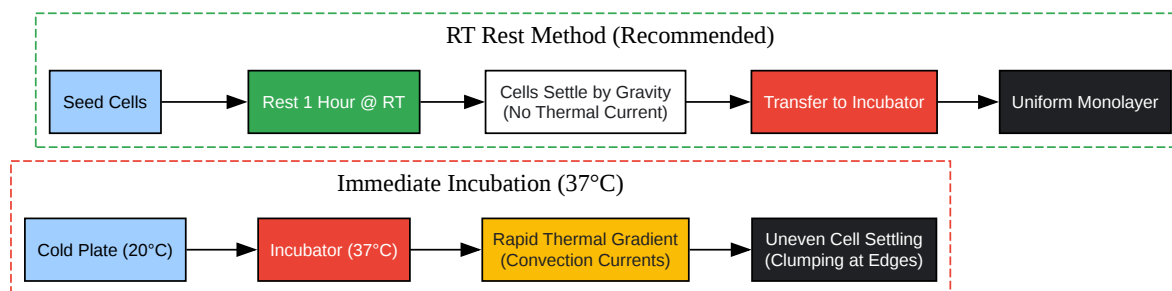 RT Rest Method (Recommended)
Seed Cells
Rest 1 Hour @ RT
Cells Settle by Gravity
(No Thermal Current)
Transfer to Incubator
Uniform Monolayer
Immediate Incubation (37°C)
Cold Plate (20°C)
Incubator (37°C)
Rapid Thermal Gradient
(Convection Currents)
Uneven Cell Settling
(Clumping at Edges)